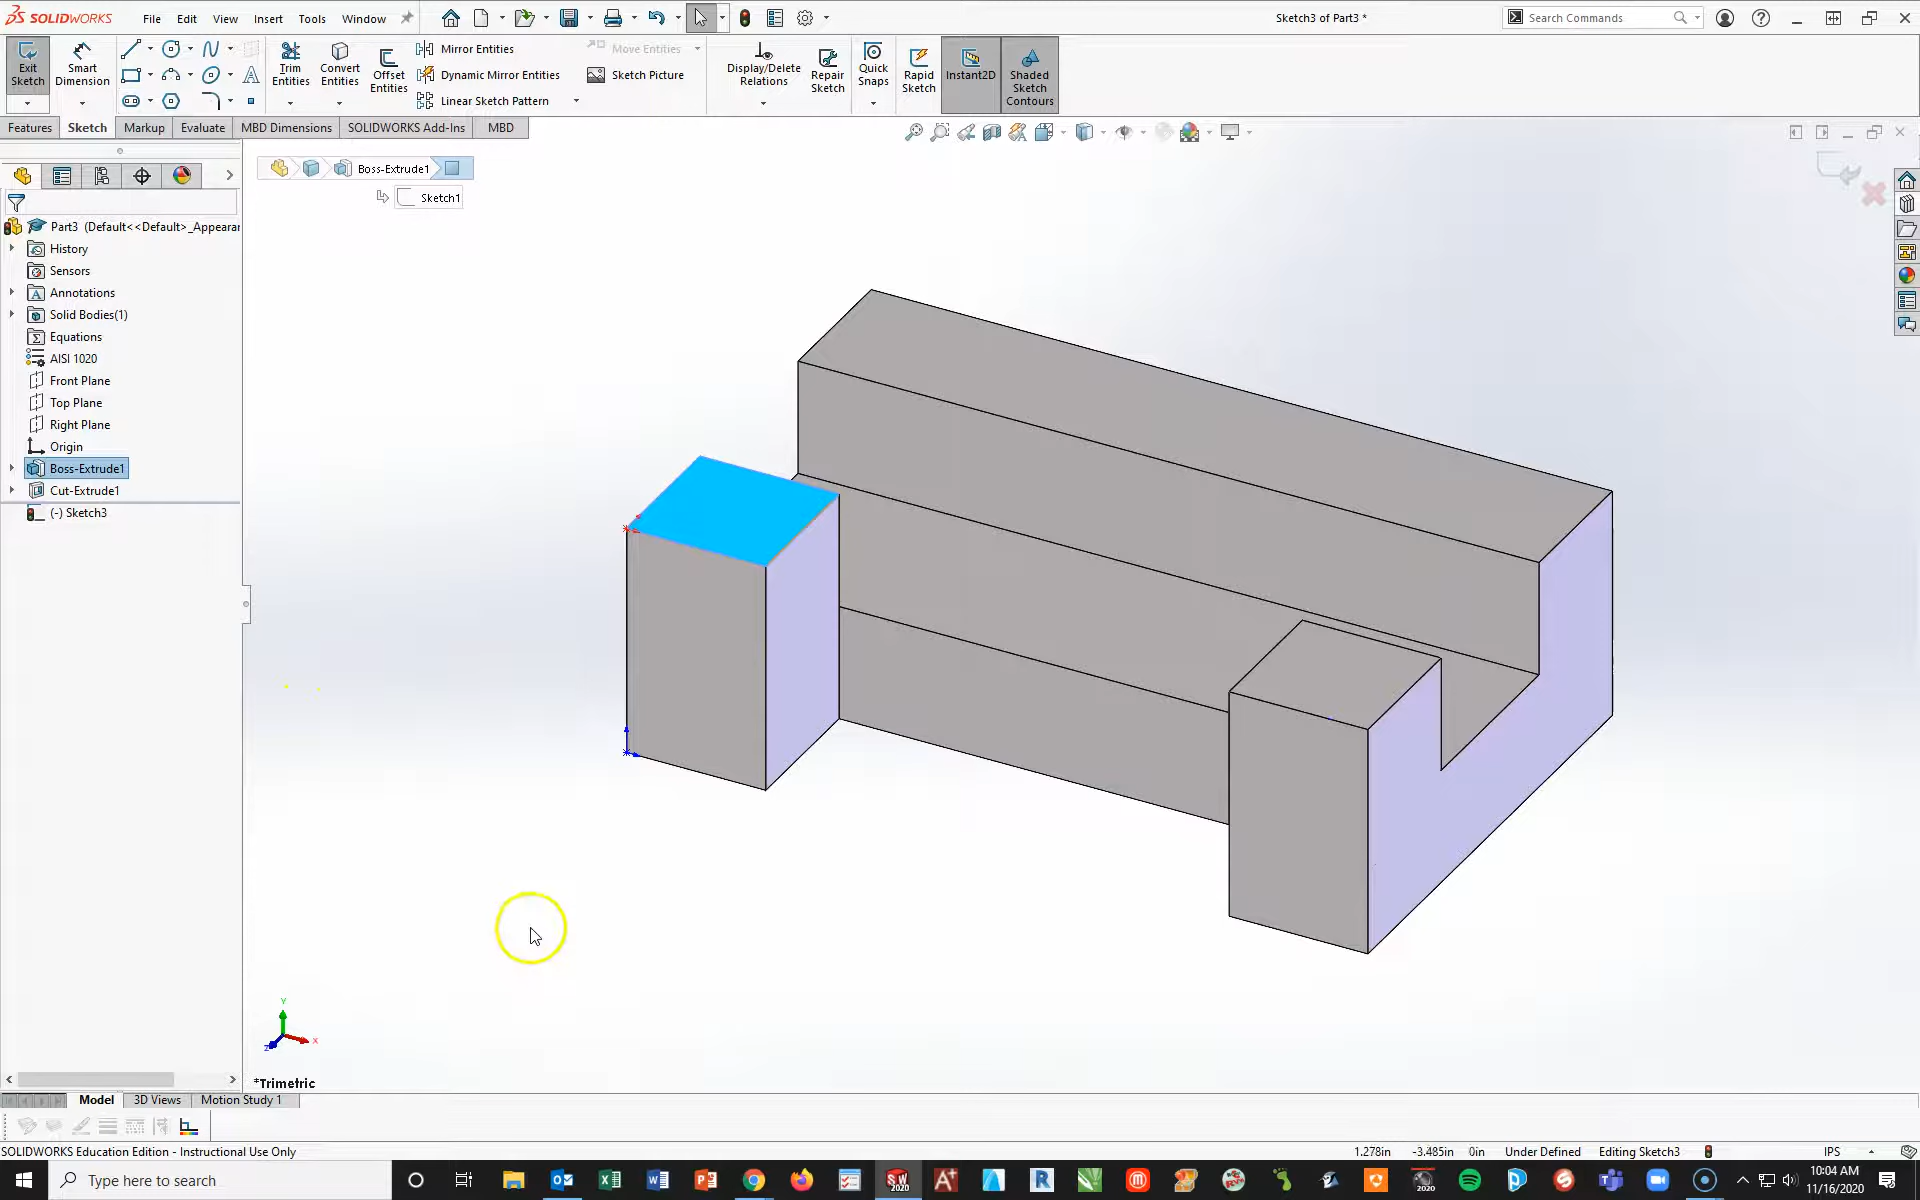 SOLIDWORKS File Edit View Insert Tools Window Sketch3 of Part3 * Search Commands
Exit Sketch
Smart Dimension
Trim Entities
Convert Entities
Offset Entities
Mirror Entities
Dynamic Mirror Entities
Linear Sketch Pattern
Move Entities
Sketch Picture
Display/Delete Relations
Repair Sketch
Quick Snaps
Rapid Sketch
Instant2D
Shaded Sketch Contours
Features Sketch Markup Evaluate MBD Dimensions SOLIDWORKS Add-Ins MBD
Boss-Extrude1
Sketch1
Part3 (Default<<Default>_Appearar
History
Sensors
Annotations
Solid Bodies(1)
Equations
AISI 1020
Front Plane
Top Plane
Right Plane
Origin
Boss-Extrude1
Cut-Extrude1
(-) Sketch3
Y
X
Z
*Trimetric
Model 3D Views Motion Study 1
SOLIDWORKS Education Edition - Instructional Use Only 1.278in -3.485in 0in Under Defined Editing Sketch3 IPS
Type here to search
10:04 AM
11/16/2020